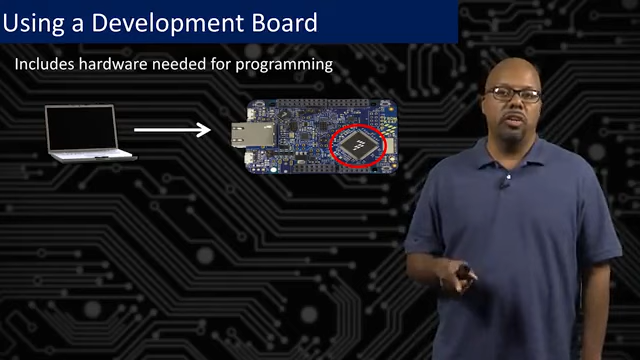 Using a Development Board
Includes hardware needed for programming